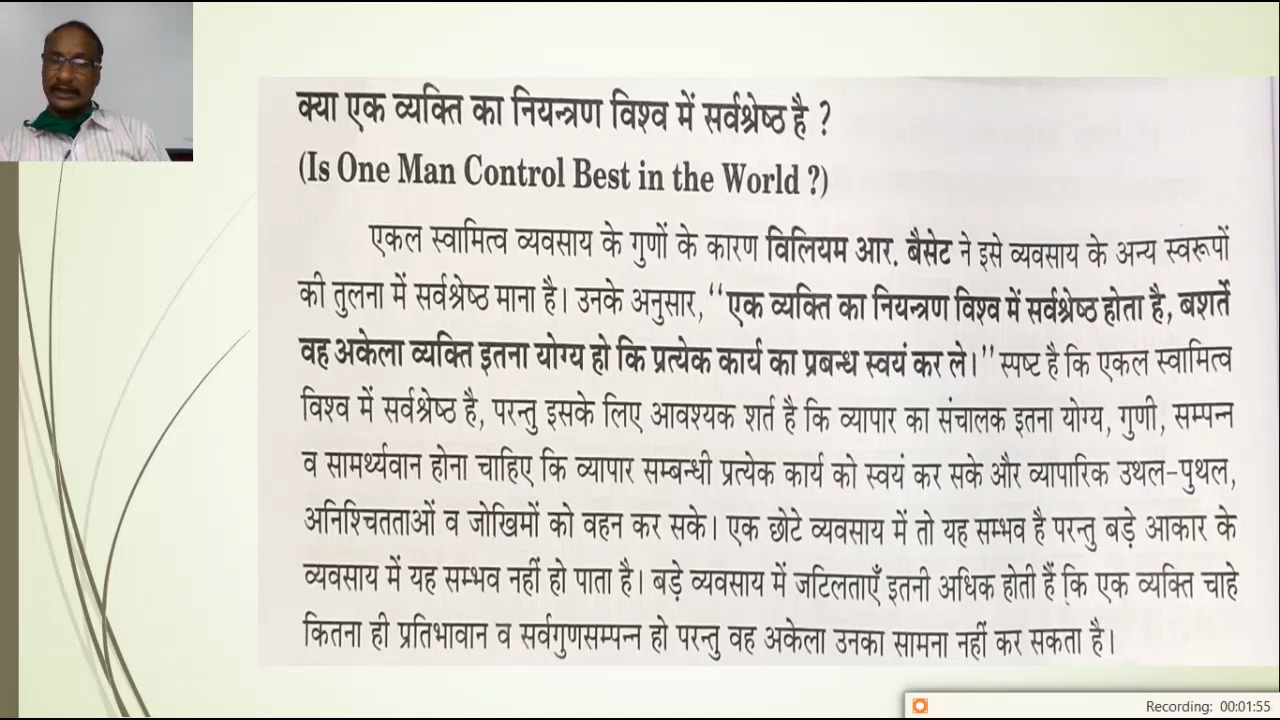 क्या एक व्यक्ति का नियन्त्रण विश्व में सर्वश्रेष्ठ है ?
(Is One Man Control Best in the World ?)
एकल स्वामित्व व्यवसाय के गुणों के कारण विलियम आर. बैसेट ने इसे व्यवसाय के अन्य स्वरूपों
की तुलना में सर्वश्रेष्ठ माना है। उनके अनुसार, "एक व्यक्ति का नियन्त्रण विश्व में सर्वश्रेष्ठ होता है, बशर्ते
वह अकेला व्यक्ति इतना योग्य हो कि प्रत्येक कार्य का प्रबन्ध स्वयं कर ले।" स्पष्ट है कि एकल स्वामित्व
विश्व में सर्वश्रेष्ठ है, परन्तु इसके लिए आवश्यक शर्त है कि व्यापार का संचालक इतना योग्य, गुणी, सम्पन्न
व सामर्थ्यवान होना चाहिए कि व्यापार सम्बन्धी प्रत्येक कार्य को स्वयं कर सके और व्यापारिक उथल-पुथल,
अनिश्चितताओं व जोखिमों को वहन कर सके। एक छोटे व्यवसाय में तो यह सम्भव है परन्तु बड़े आकार के
व्यवसाय में यह सम्भव नहीं हो पाता है। बड़े व्यवसाय में जटिलताएँ इतनी अधिक होती हैं कि एक व्यक्ति चाहे
कितना ही प्रतिभावान व सर्वगुणसम्पन्न हो परन्तु वह अकेला उनका सामना नहीं कर सकता है।
Recording: 00:01:55